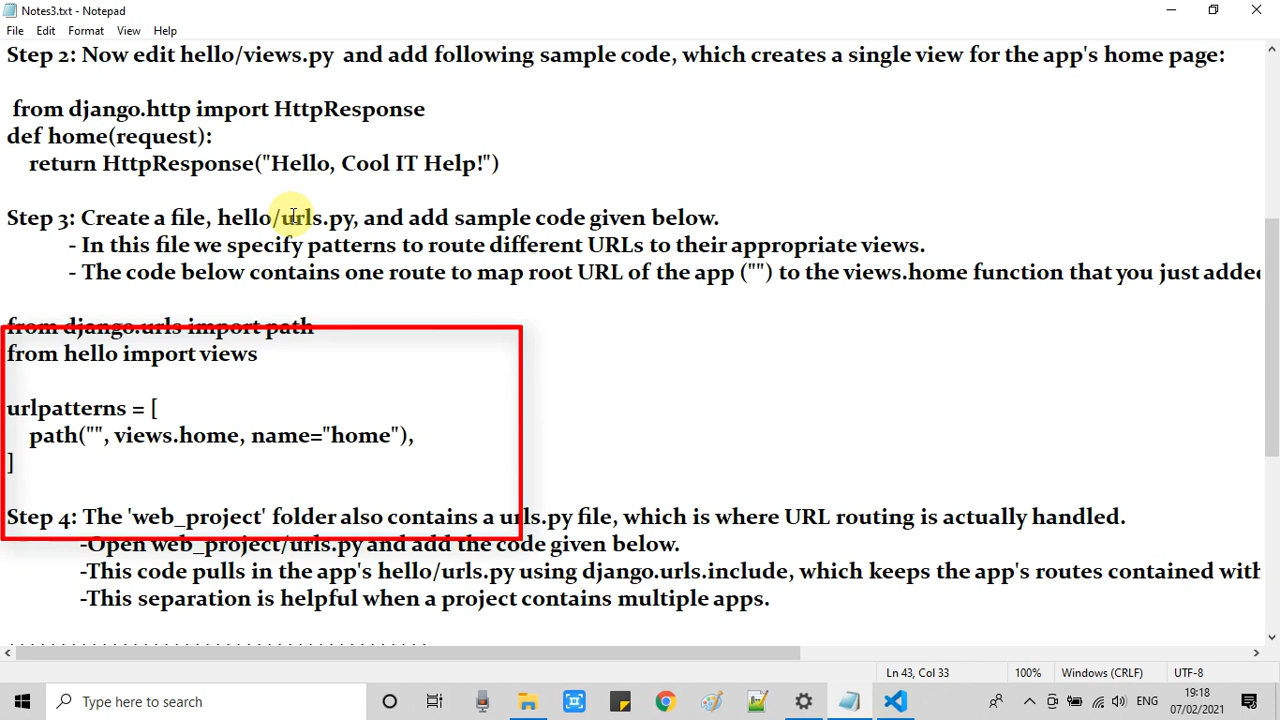 Notes3.txt - Notepad
File Edit Format View Help
Step 2: Now edit hello/views.py and add following sample code, which creates a single view for the app's home page:
from django.http import HttpResponse
def home(request):
return HttpResponse("Hello, Cool IT Help!")
Step 3: Create a file, hello/urls.py, and add sample code given below.
- In this file we specify patterns to route different URLs to their appropriate views.
- The code below contains one route to map root URL of the app ("") to the views.home function that you just added
from django.urls import path
from hello import views
urlpatterns = [
path("", views.home, name="home"),
]
Step 4: The 'web_project' folder also contains a urls.py file, which is where URL routing is actually handled.
-Open web_project/urls.py and add the code given below.
-This code pulls in the app's hello/urls.py using django.urls.include, which keeps the app's routes contained with
-This separation is helpful when a project contains multiple apps.
Ln 43, Col 33 100% Windows (CRLF) UTF-8
Type here to search
ENG
19:18
07/02/2021